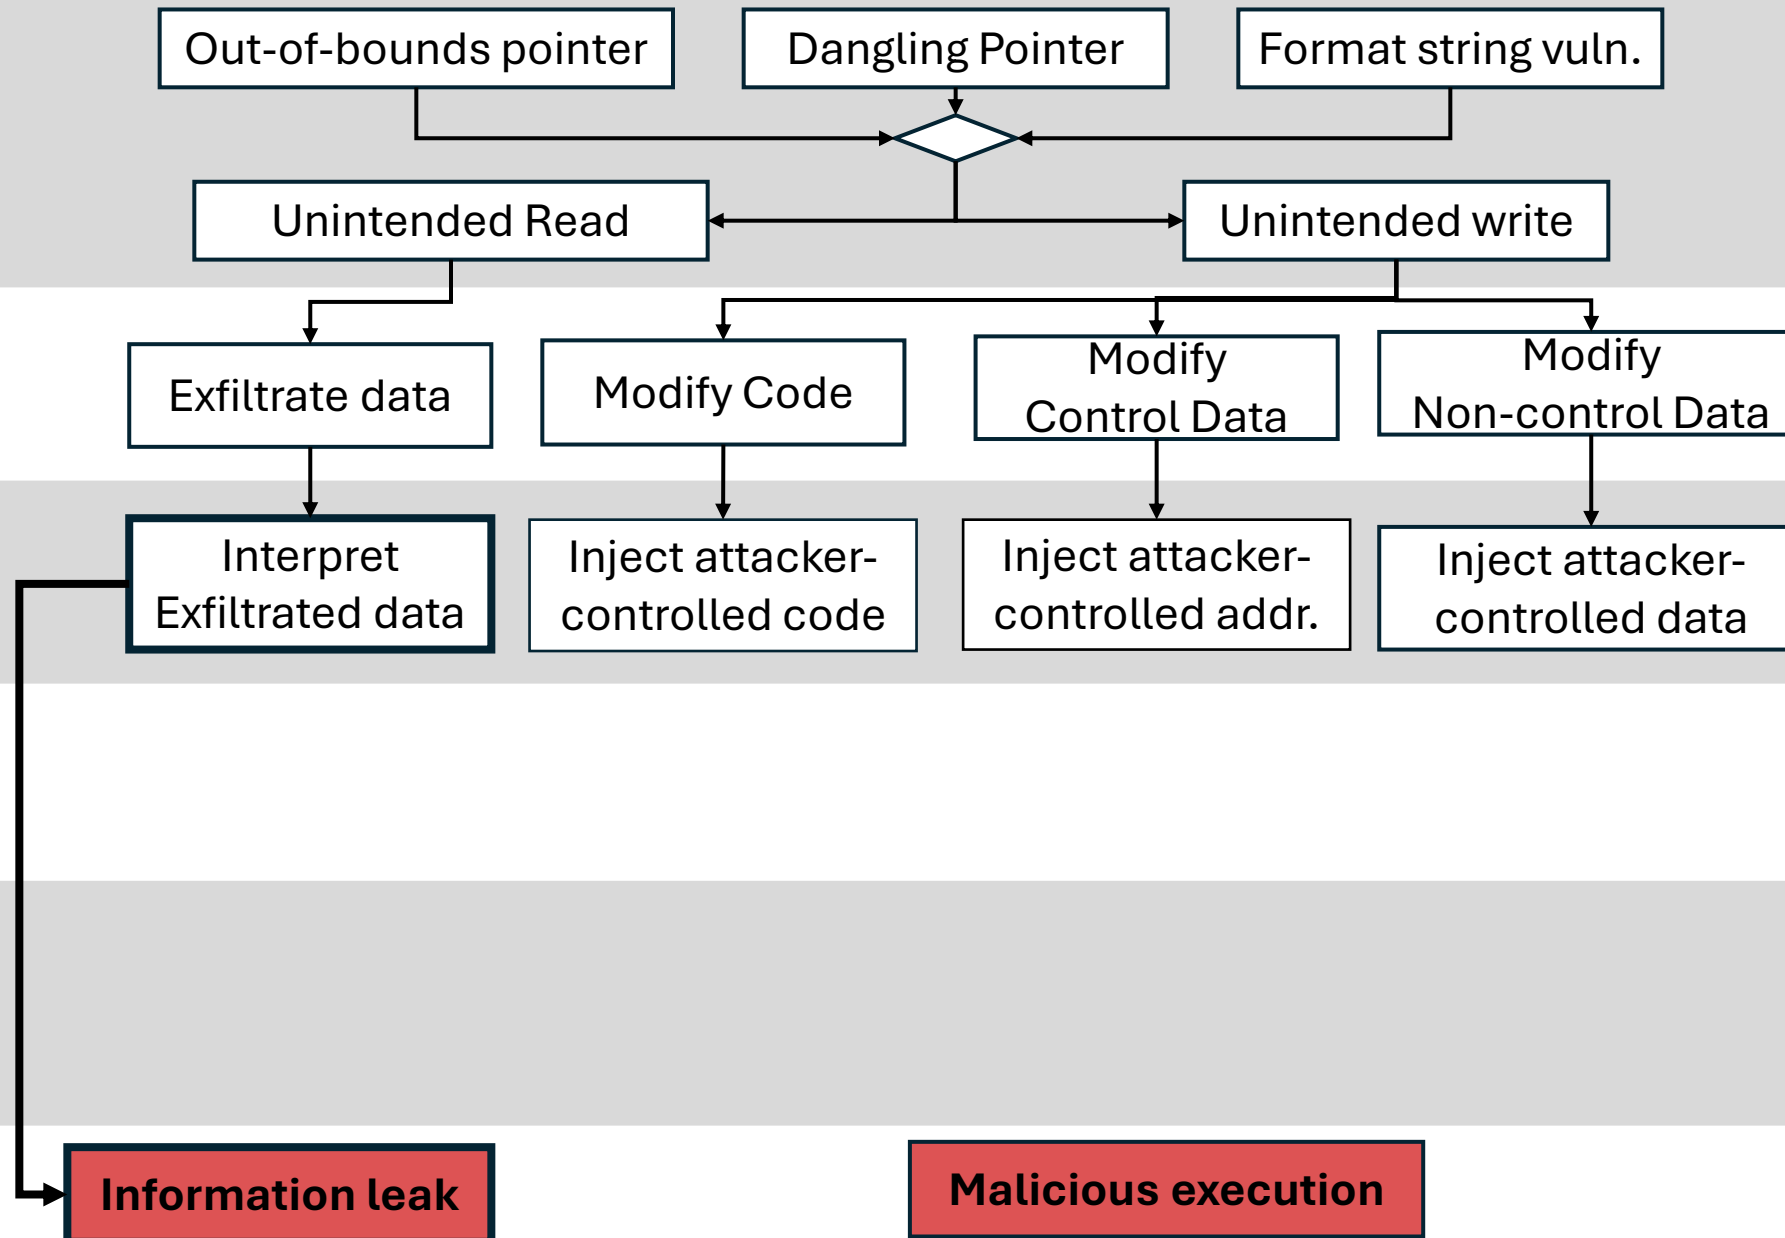 Out-of-bounds pointer
Dangling Pointer
Format string vuln.
Unintended Read
Unintended write
Exfiltrate data
Modify Code
Modify
Control Data
Modify
Non-control Data
Interpret
Exfiltrated data
Inject attacker-
controlled code
Inject attacker-
controlled addr.
Inject attacker-
controlled data
Information leak
Malicious execution